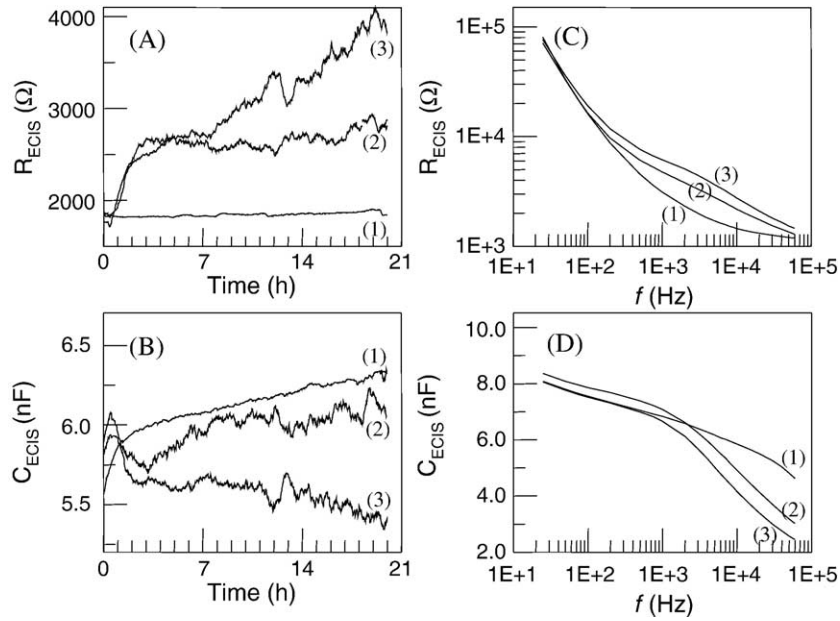 (A)
4000
3000
2000
R_ECIS (Ω)
(3)
(2)
(1)
0
7
14
21
Time (h)
(C)
1E+5
1E+4
1E+3
R_ECIS (Ω)
(3)
(2)
(1)
1E+1
1E+2
1E+3
1E+4
1E+5
f (Hz)
(B)
6.5
6.0
5.5
C_ECIS (nF)
(1)
(2)
(3)
0
7
14
21
Time (h)
(D)
10.0
8.0
6.0
4.0
2.0
C_ECIS (nF)
(1)
(2)
(3)
1E+1
1E+2
1E+3
1E+4
1E+5
f (Hz)